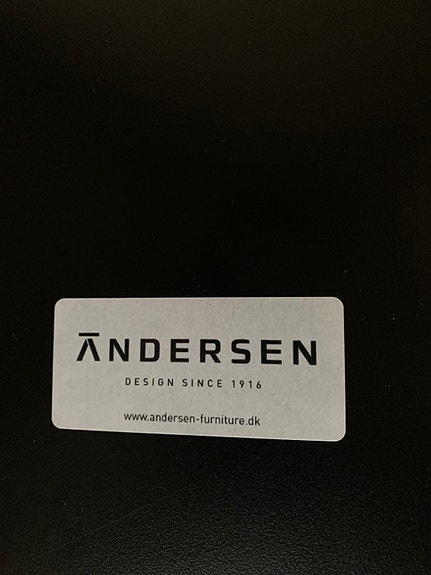 ĀNDERSEN
DESIGN SINCE 1916
www.andersen-furniture.dk